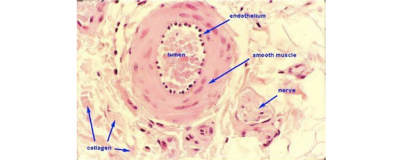 endothelium
lumen
smooth muscle
nerve
collagen